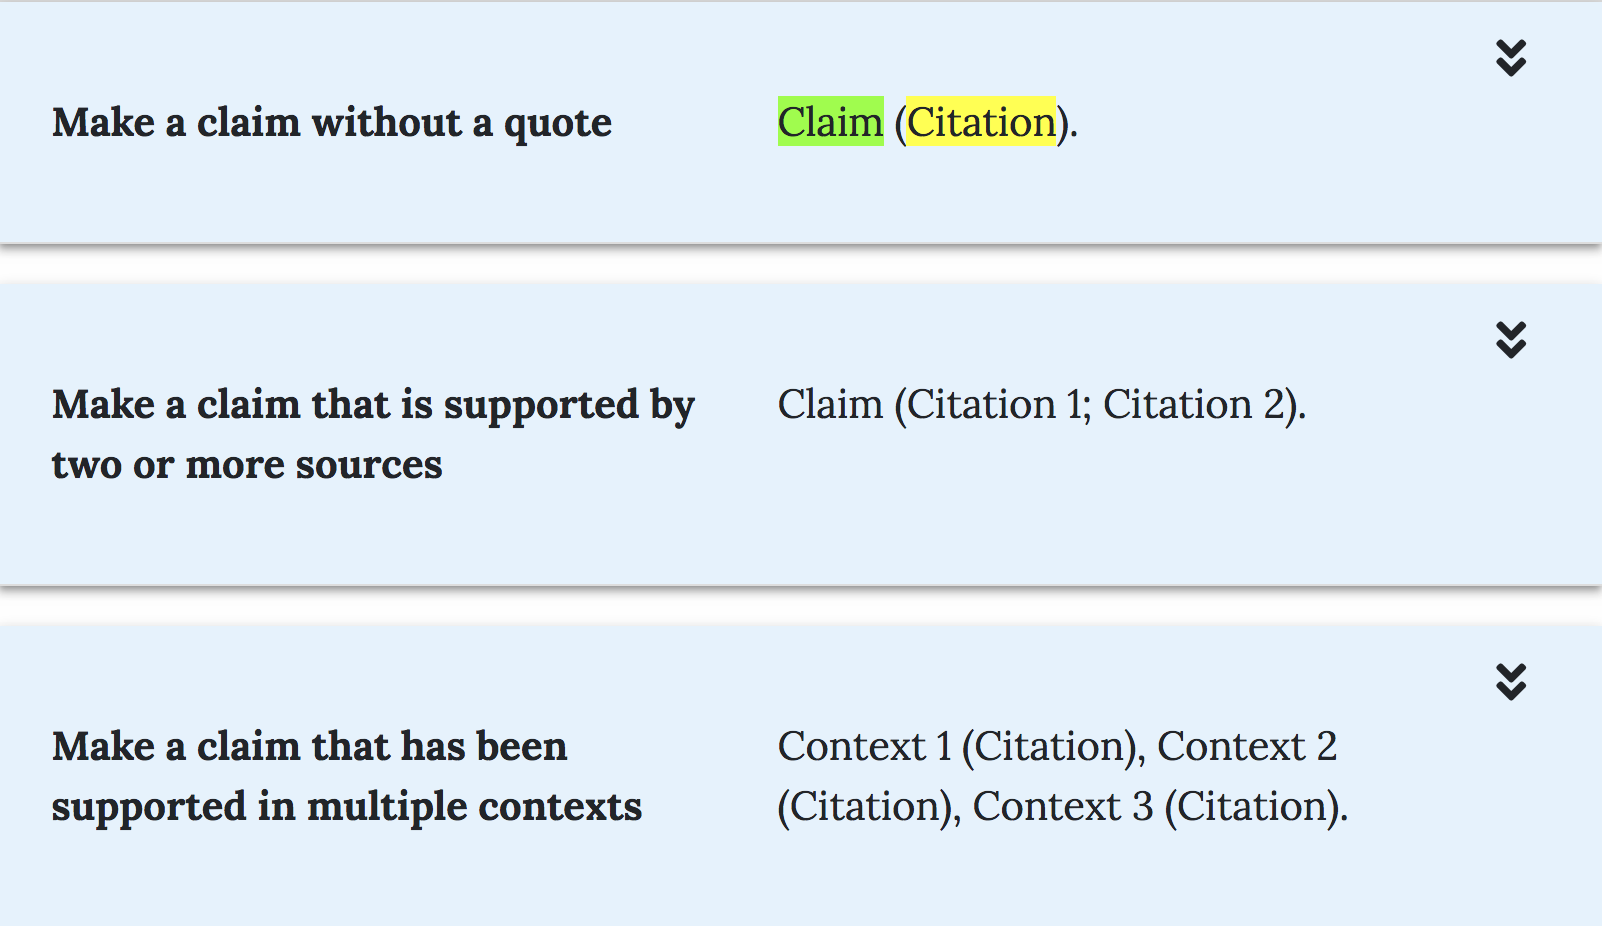 Make a claim without a quote
Claim (Citation).
Make a claim that is supported by
two or more sources
Claim (Citation 1; Citation 2).
Make a claim that has been
supported in multiple contexts
Context 1 (Citation), Context 2
(Citation), Context 3 (Citation).